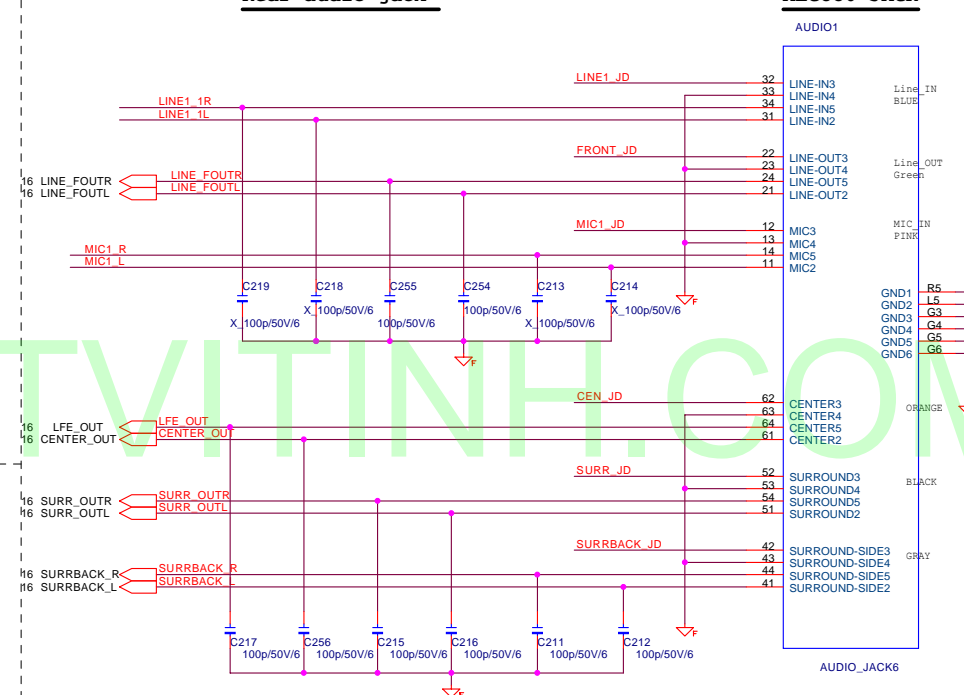 Rear audio jack
AUDIO1
LINE1_JD
32
LINE-IN3
33
LINE-IN4
Line_IN
LINE1_1R
34
LINE-IN5
BLUE
LINE1_1L
31
LINE-IN2
FRONT_JD
22
LINE-OUT3
23
LINE-OUT4
Line_OUT
16 LINE_FOUTR
LINE_FOUTR
24
LINE-OUT5
Green
16 LINE_FOUTL
LINE_FOUTL
21
LINE-OUT2
MIC1_JD
12
MIC3
MIC_IN
13
MIC4
PINK
MIC1_R
14
MIC5
MIC1_L
11
MIC2
C219
C218
C255
C254
C213
C214
X_100p/50V/6
X_100p/50V/6
100p/50V/6
100p/50V/6
X_100p/50V/6
X_100p/50V/6
F
F
GND1
R5
GND2
L5
GND3
G3
GND4
G4
GND5
G5
GND6
G6
TVITINH.COM
CEN_JD
62
CENTER3
63
CENTER4
ORANGE
16 LFE_OUT
LFE_OUT
64
CENTER5
16 CENTER_OUT
CENTER_OUT
61
CENTER2
SURR_JD
52
SURROUND3
53
SURROUND4
BLACK
16 SURR_OUTR
SURR_OUTR
54
SURROUND5
16 SURR_OUTL
SURR_OUTL
51
SURROUND2
SURRBACK_JD
42
SURROUND-SIDE3
43
SURROUND-SIDE4
GRAY
16 SURRBACK_R
SURRBACK_R
44
SURROUND-SIDE5
16 SURRBACK_L
SURRBACK_L
41
SURROUND-SIDE2
C217
C256
C215
C216
C211
C212
100p/50V/6
100p/50V/6
100p/50V/6
100p/50V/6
100p/50V/6
100p/50V/6
F
F
AUDIO_JACK6